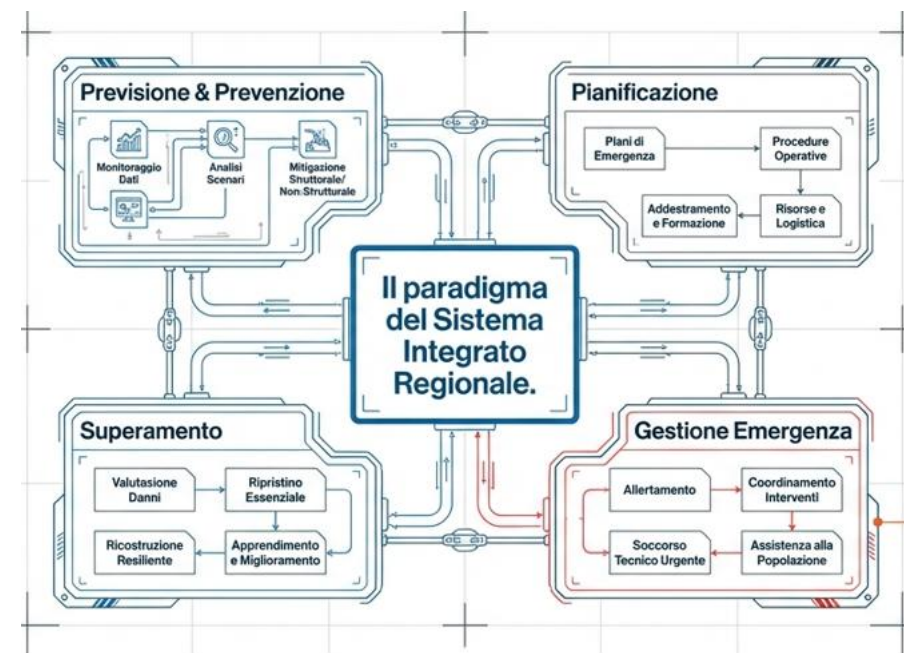 Previsione & Prevenzione
Monitoraggio
Dati
Analisi
Scenari
Mitigazione
Shuttorale/
Non:Strutturale
Pianificazione
Plani di
Emergenza
Procedure
Operative
Addestramento
e Formazione
Risorse e
Logistica
Il paradigma
del Sistema
Integrato
Regionale.
Superamento
Valutasione
Danni
Ripristino
Essenziale
Ricostruzione
Resiliente
Apprendimento
e Miglioramento
Gestione Emergenza
Allertamento
Coordinamento
Interventi
Soccorso
Tecnico Urgente
Assistenza alla
Popolazione